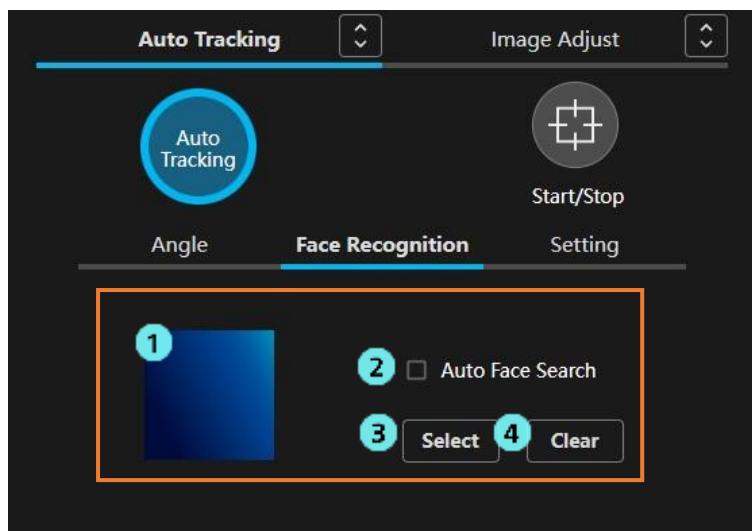 Auto Tracking
Image Adjust
Auto
Tracking
Start/Stop
Angle
Face Recognition
Setting
1
2
Auto Face Search
3
Select
4
Clear